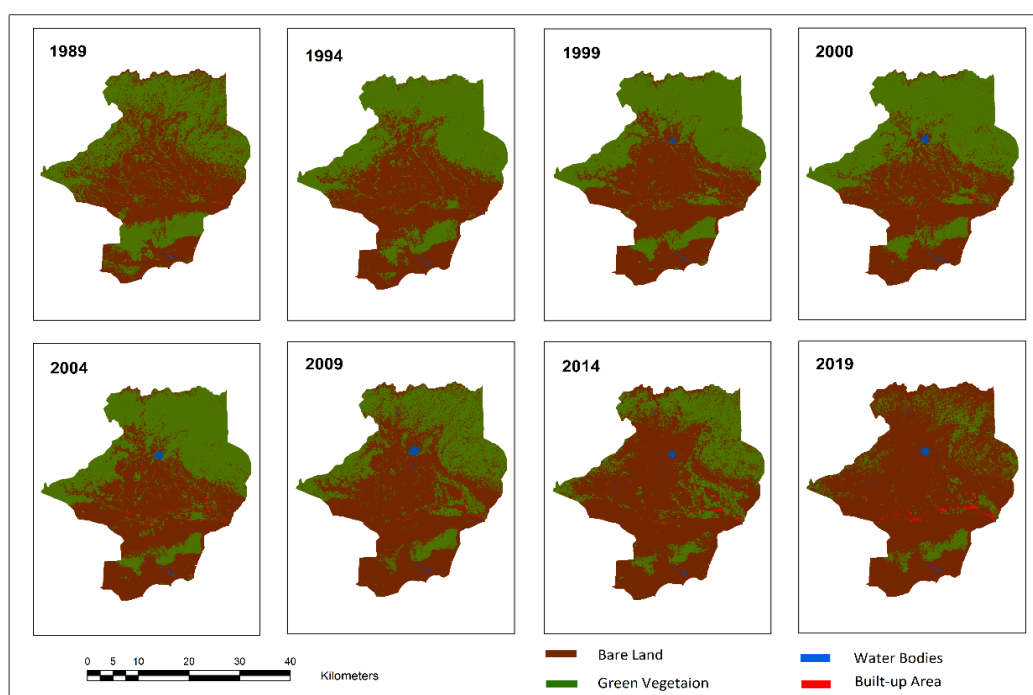 1989
1994
1999
2000
2004
2009
2014
2019
0 5 10 20 30 40
Kilometers
Bare Land
Green Vegetaion
Water Bodies
Built-up Area